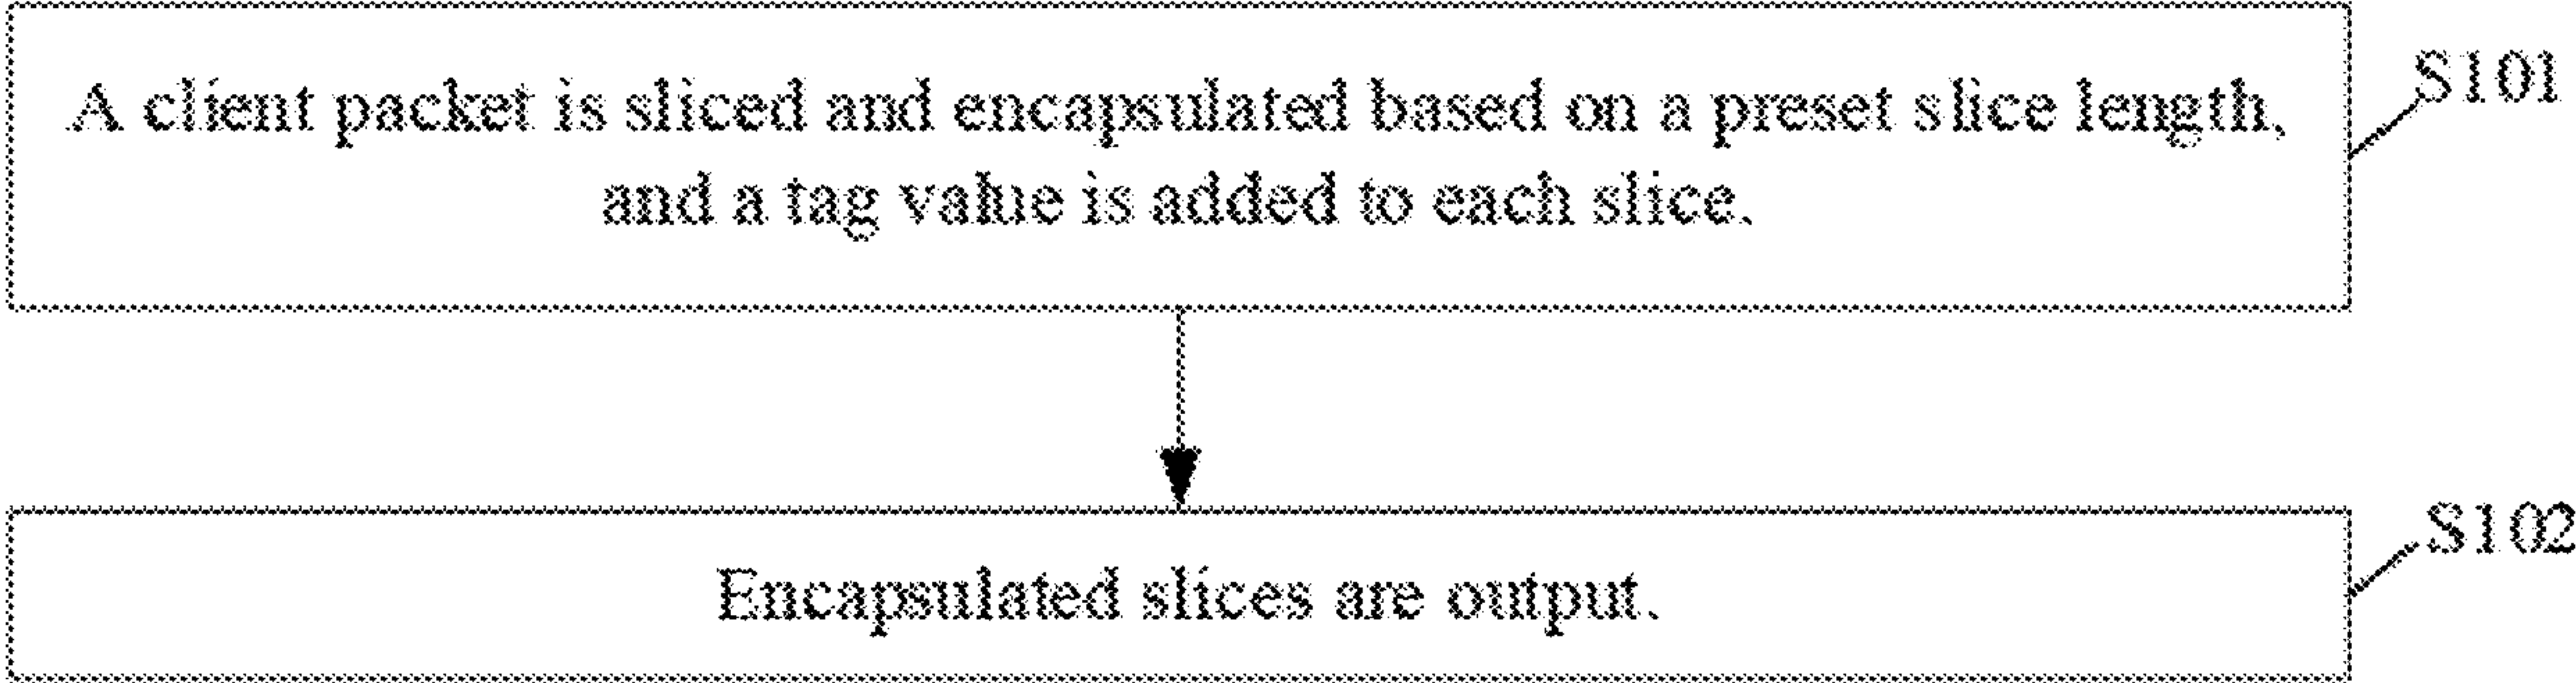 A client packet is sliced and encapsulated based on a preset slice length,
and a tag value is added to each slice.
S101
Encapsulated slices are output.
S102